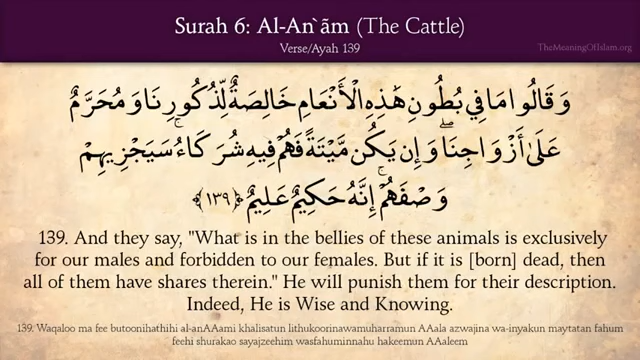 Surah 6: Al-An`ãm (The Cattle)
Verse/Ayah 139
TheMeaningOfIslam.org
وَقَالُوا مَا فِي بُطُونِ هَٰذِهِ الْأَنْعَامِ خَالِصَةٌ لِّذُكُورِنَا وَمُحَرَّمٌ
عَلَىٰ أَزْوَاجِنَا ۖ وَإِن يَكُن مَّيْتَةً فَهُمْ فِيهِ شُرَكَاءُ ۚ سَيَجْزِيهِمْ
وَصْفَهُمْ ۚ إِنَّهُ حَكِيمٌ عَلِيمٌ ﴿١٣٩﴾
139. And they say, "What is in the bellies of these animals is exclusively
for our males and forbidden to our females. But if it is [born] dead, then
all of them have shares therein." He will punish them for their description.
Indeed, He is Wise and Knowing.
139. Waqaloo ma fee butoonihathihi al-anAAami khalisatun lithukoorinawamuharramun AAala azwajina wa-inyakun maytatan fahum
feehi shurakao sayajzeehim wasfahuminnahu hakeemun AAaleem